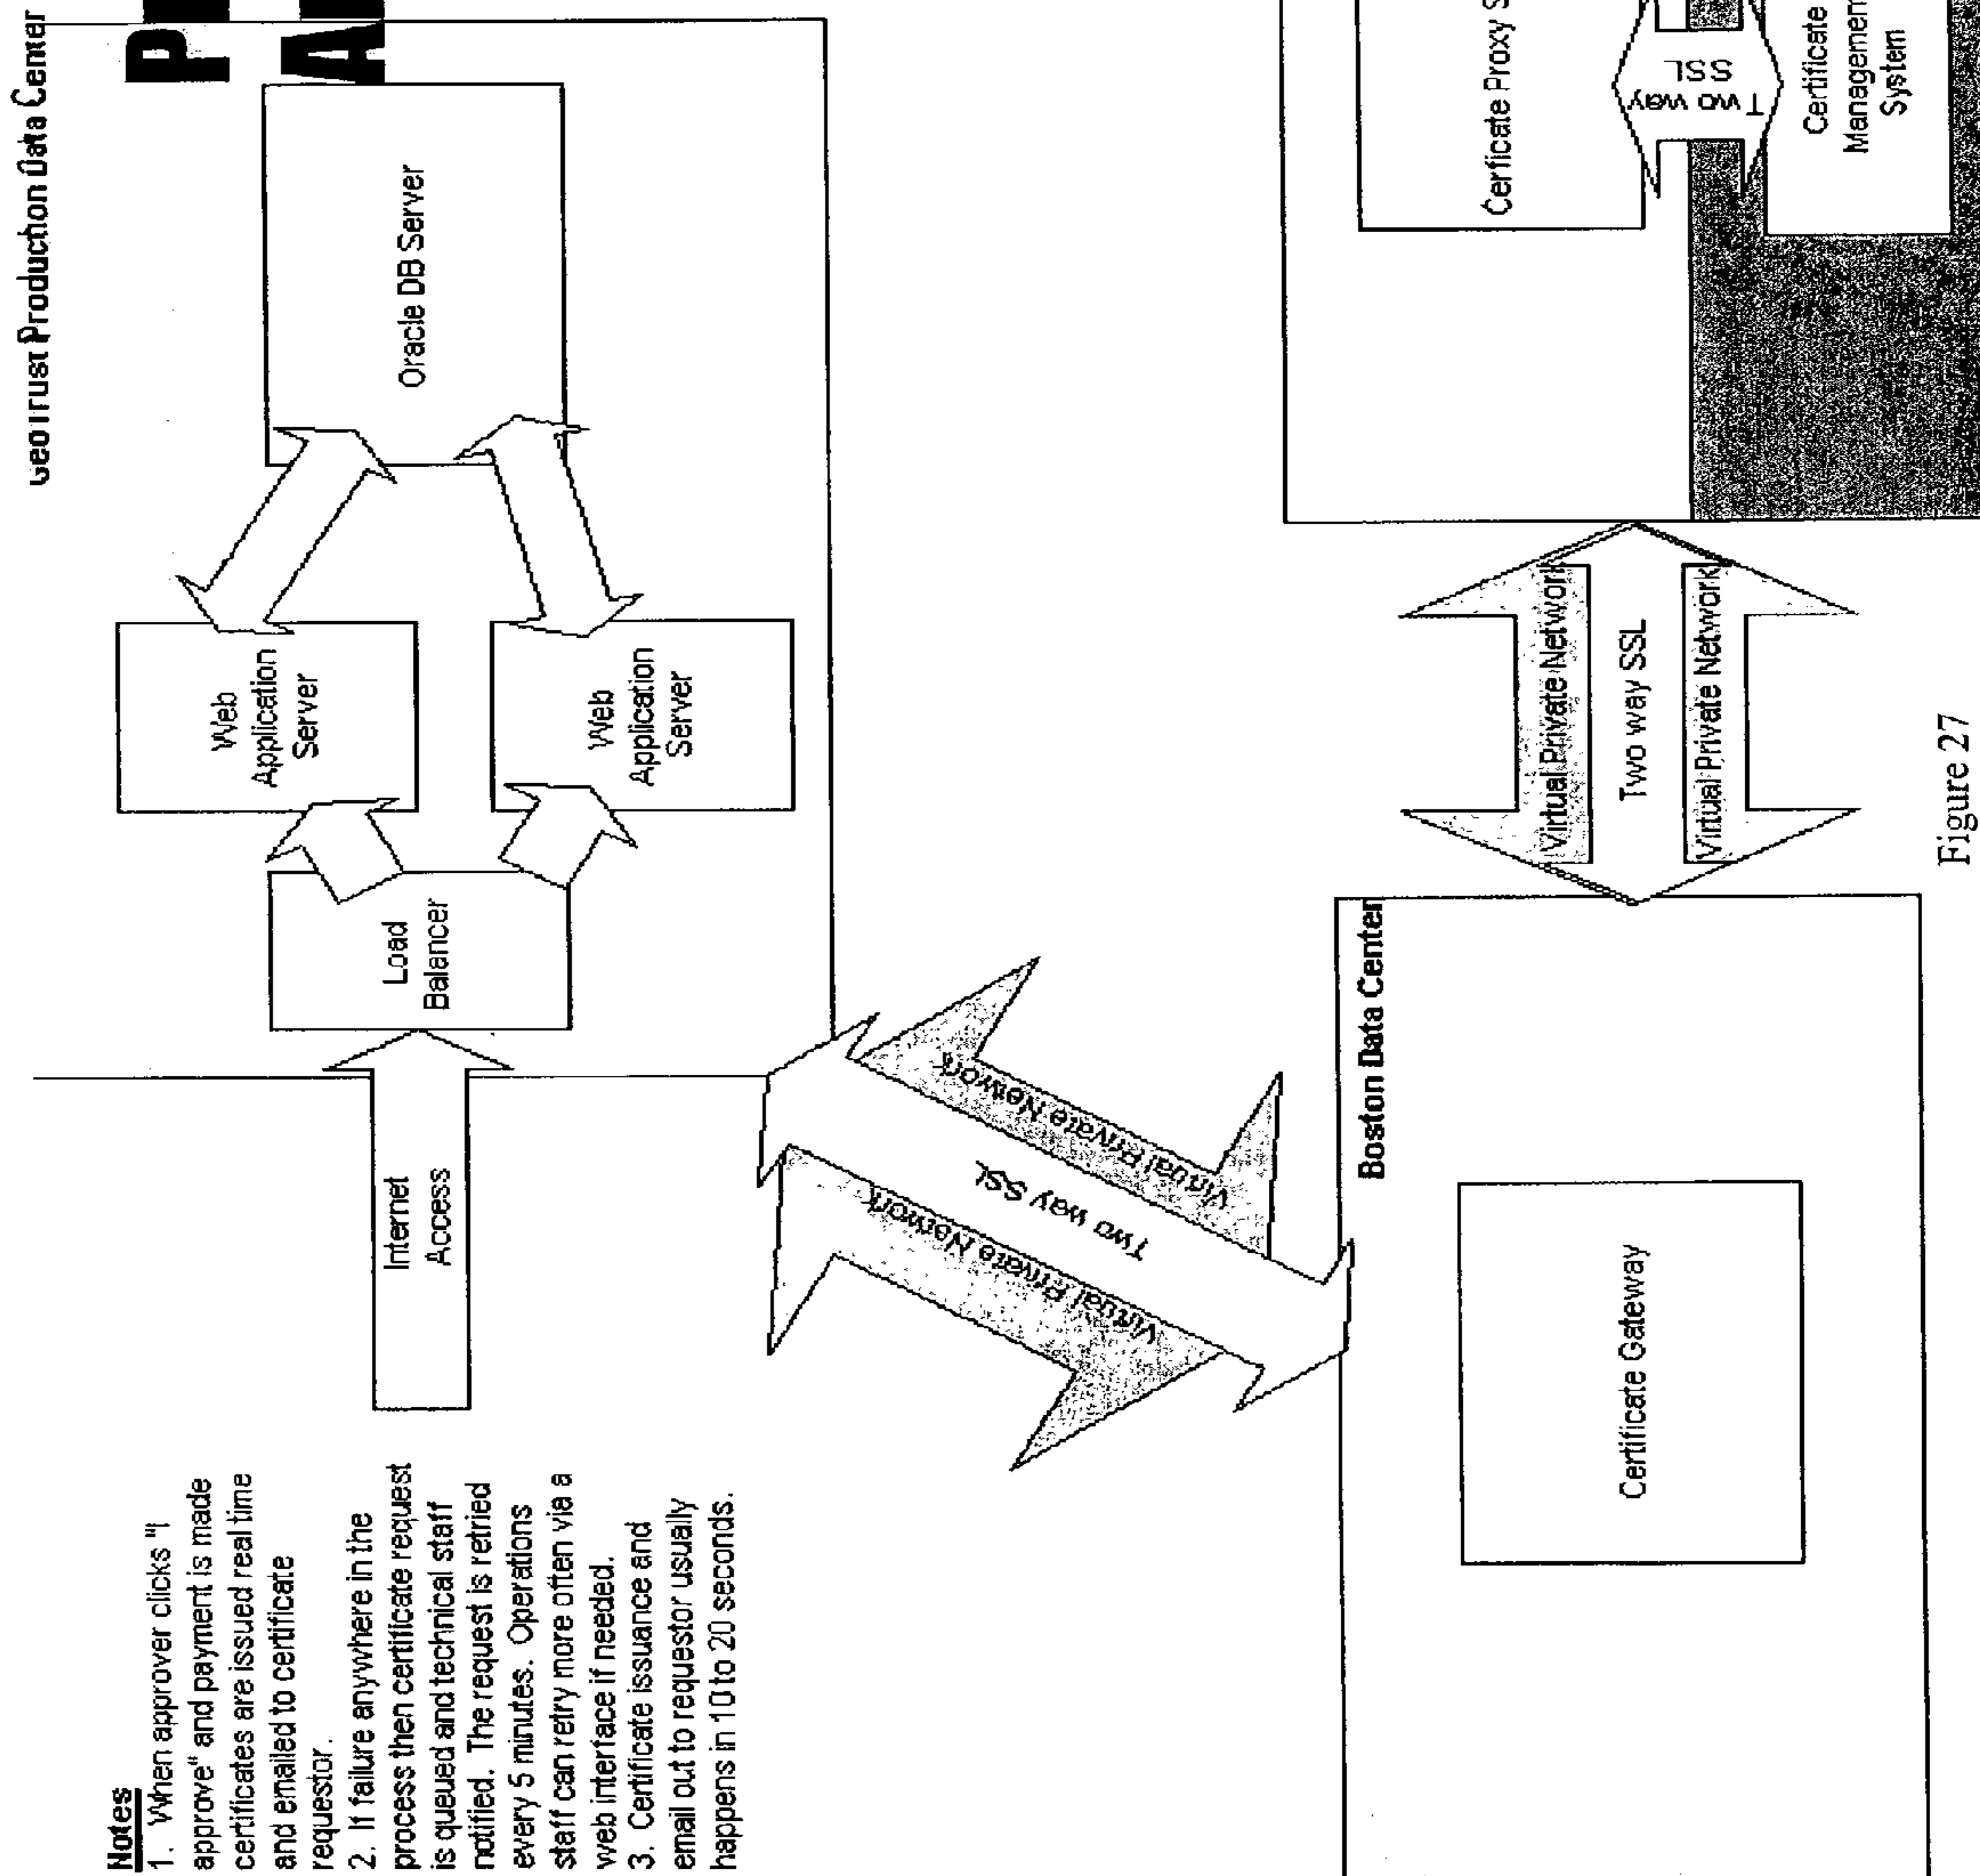 GeoTrust Production Data Center
Notes
1. When approver clicks "I
approve" and payment is made
certificates are issued real time
and emailed to certificate
requestor.
2. If failure anywhere in the
process then certificate request
is queued and technical staff
notified. The request is retried
every 5 minutes. Operations
staff can retry more often via a
web interface if needed.
3. Certificate issuance and
email out to requestor usually
happens in 10 to 20 seconds.
Internet
Access
Load
Balancer
Web
Application
Server
Web
Application
Server
Oracle DB Server
P
A
Virtual Private Network
Two way SSL
Virtual Private Network
Boston Data Center
Certificate Gateway
Virtual Private Network
Two way SSL
Virtual Private Network
Cerficate Proxy S
Two way
SSL
Certificate
Managemen
System
Figure 27